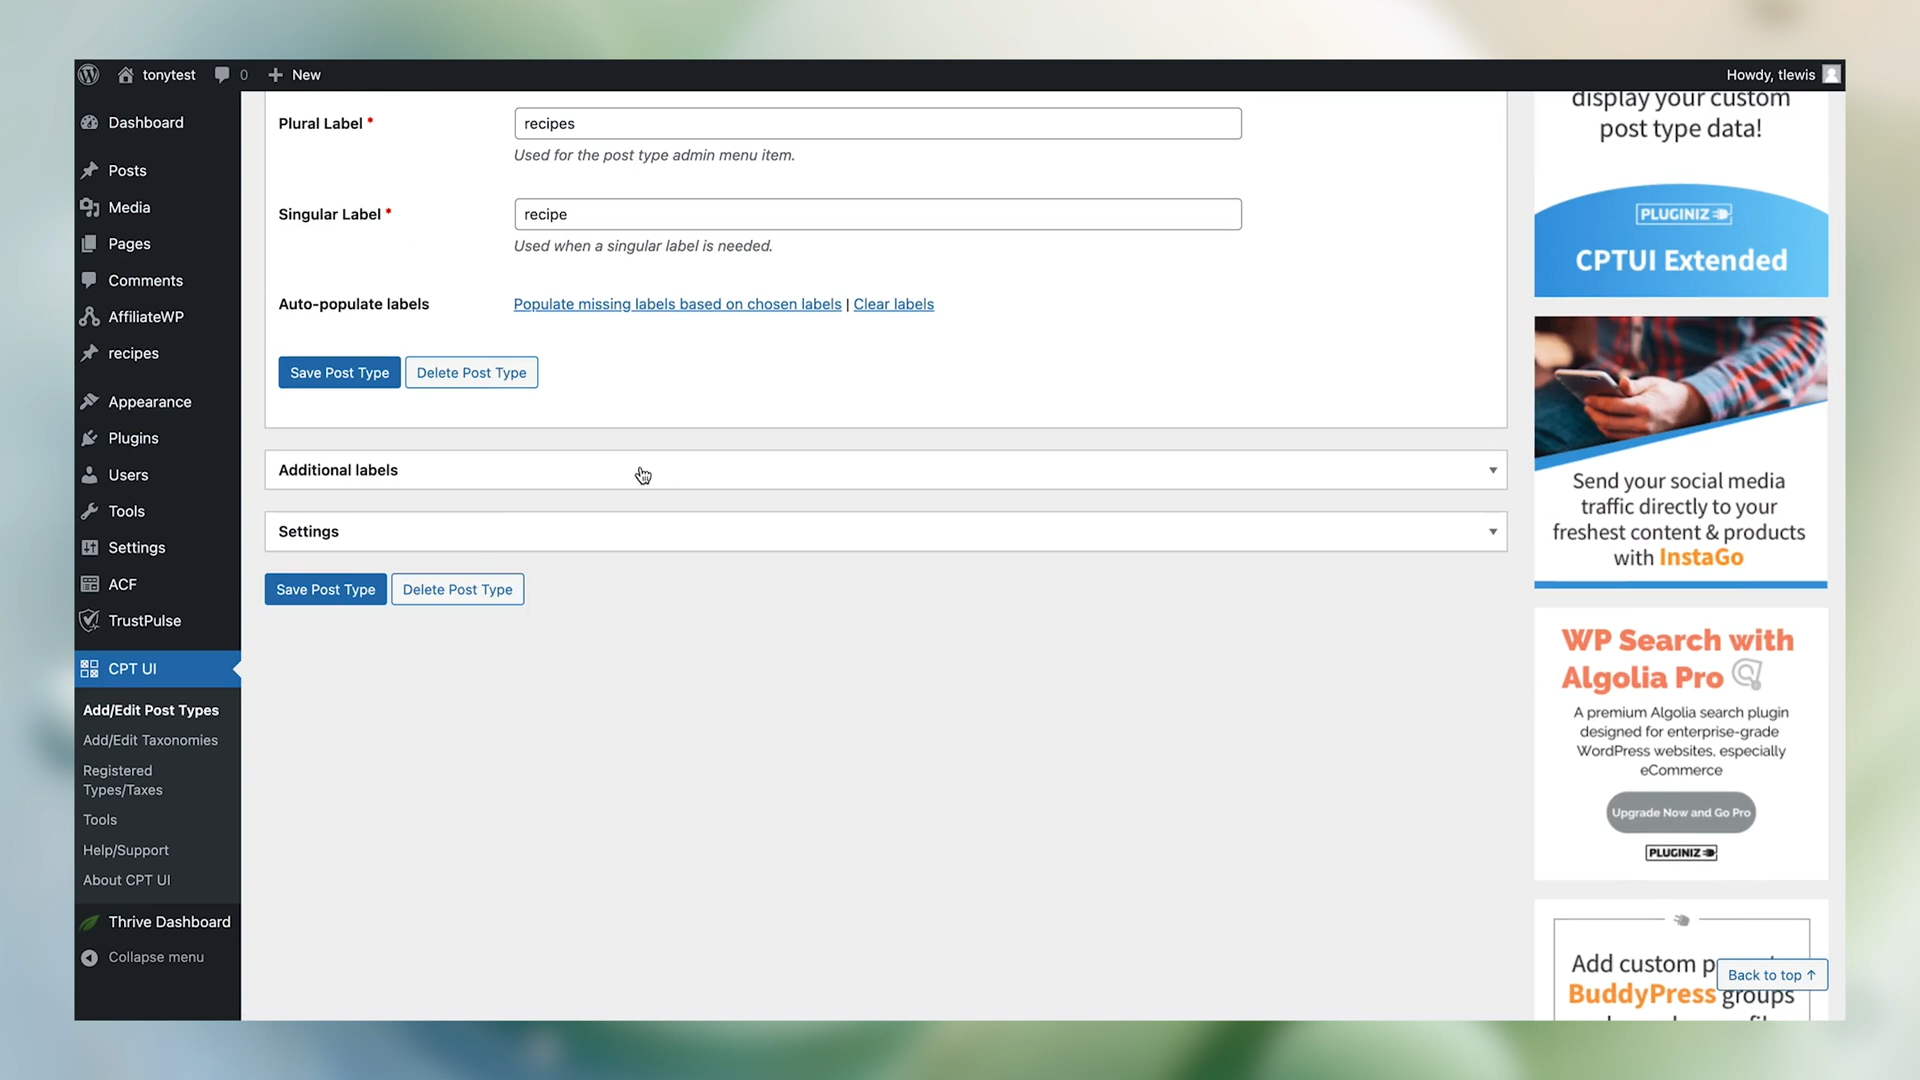 tonytest
0
New
Howdy, tlewis
Dashboard
Posts
Media
Pages
Comments
AffiliateWP
recipes
Appearance
Plugins
Users
Tools
Settings
ACF
TrustPulse
CPT UI
Add/Edit Post Types
Add/Edit Taxonomies
Registered
Types/Taxes
Tools
Help/Support
About CPT UI
Thrive Dashboard
Collapse menu
Plural Label *
recipes
Used for the post type admin menu item.
Singular Label *
recipe
Used when a singular label is needed.
Auto-populate labels
Populate missing labels based on chosen labels | Clear labels
Save Post Type
Delete Post Type
Additional labels
Settings
Save Post Type
Delete Post Type
display your custom
post type data!
PLUGINIZE
CPTUI Extended
Send your social media
traffic directly to your
freshest content & products
with InstaGo
WP Search with
Algolia Pro
A premium Algolia search plugin
designed for enterprise-grade
WordPress websites, especially
eCommerce
Upgrade Now and Go Pro
PLUGINIZE
Add custom
BuddyPress groups
Back to top ↑